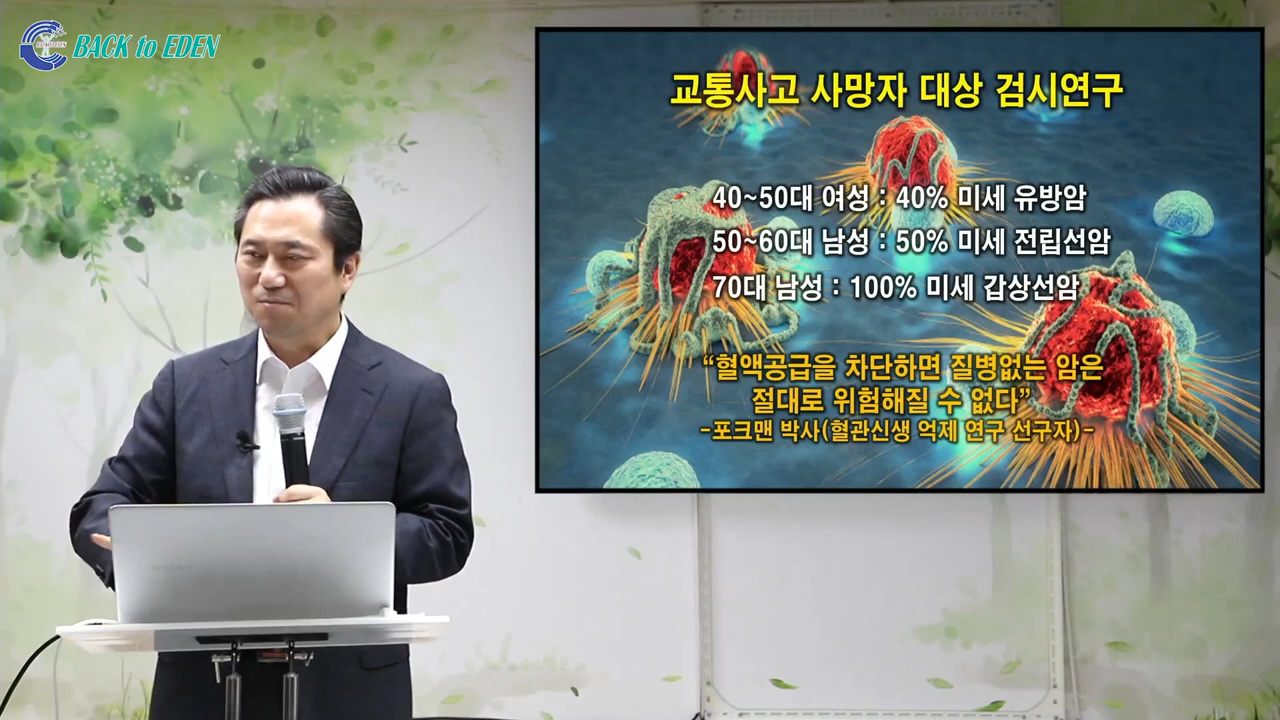 BACK to EDEN
교통사고 사망자 대상 검시연구
40~50대 여성 : 40% 미세 유방암
50~60대 남성 : 50% 미세 전립선암
70대 남성 : 100% 미세 갑상선암
“혈액공급을 차단하면 질병없는 암은
절대로 위험해질 수 없다”
-포크맨 박사(혈관신생 억제 연구 선구자)-